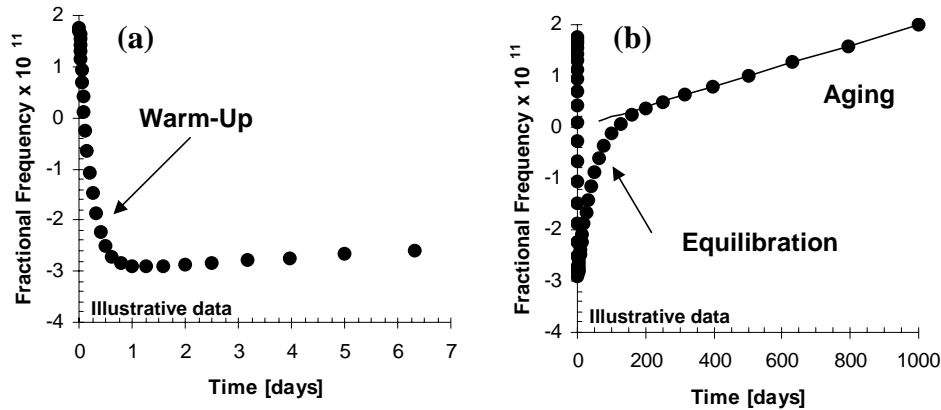 (a)
Fractional Frequency x 10 11
2
1
0
-1
-2
-3
-4
Warm-Up
Illustrative data
0 1 2 3 4 5 6 7
Time [days]
(b)
Fractional Frequency x 10 11
2
1
0
-1
-2
-3
-4
Aging
Equilibration
Illustrative data
0 200 400 600 800 1000
Time [days]